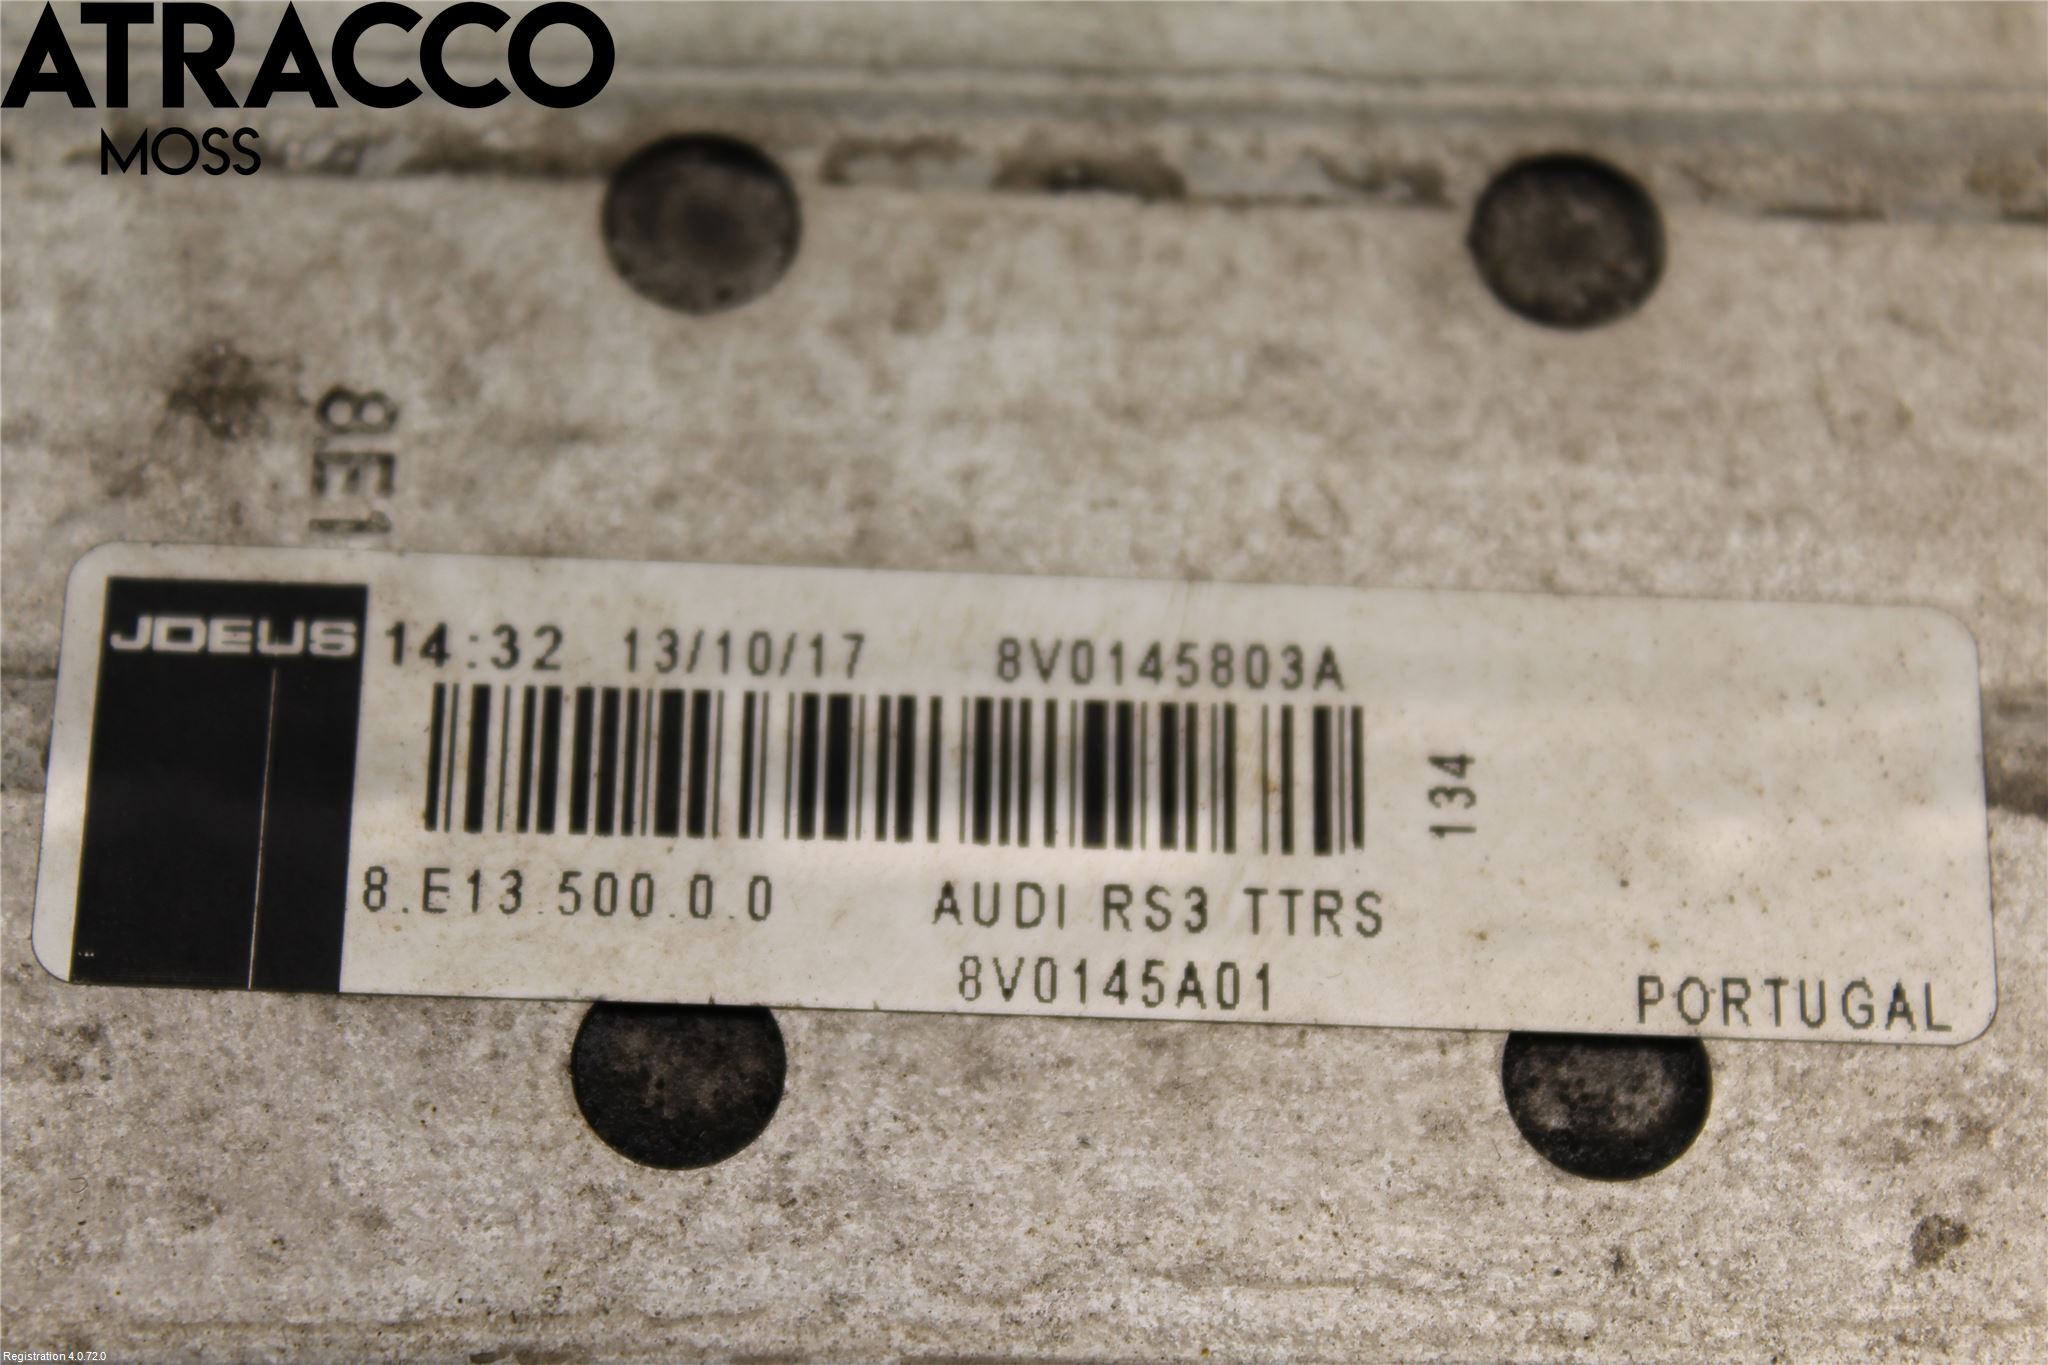 ATRACCO
MOSS
8E1
JDEUS 14:32 13/10/17 8V0145803A
134
8.E13.500.0.0 AUDI RS3 TTRS
8V0145A01
PORTUGAL
Registration 4.0.72.0